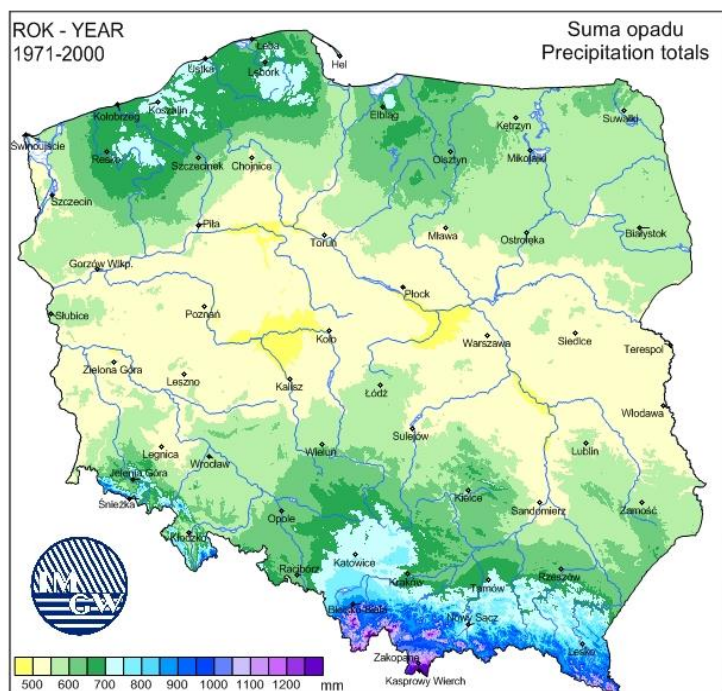 ROK - YEAR
1971-2000
Suma opadu
Precipitation totals
Łeba
Ustka
Lębork
Hel
Kołobrzeg
Koszalin
Elbląg
Kętrzyn
Suwałki
Świnoujście
Resko
Szczecinek
Chojnice
Olsztyn
Mikołajki
Szczecin
Piła
Toruń
Mława
Ostrołęka
Białystok
Gorzów Wlkp.
Płock
Słubice
Poznań
Koło
Warszawa
Siedlce
Terespol
Zielona Góra
Leszno
Kalisz
Łódź
Włodawa
Sulejów
Legnica
Wrocław
Wieluń
Lublin
Jelenia Góra
Śnieżka
Kielce
Sandomierz
Zamość
Opole
Kłodzko
Katowice
Racibórz
Kraków
Tarnów
Rzeszów
Bielsko-Biała
Nowy Sącz
Lesko
Zakopane
Kasprowy Wierch
IM
GW
500 600 700 800 900 1000 1100 1200 mm